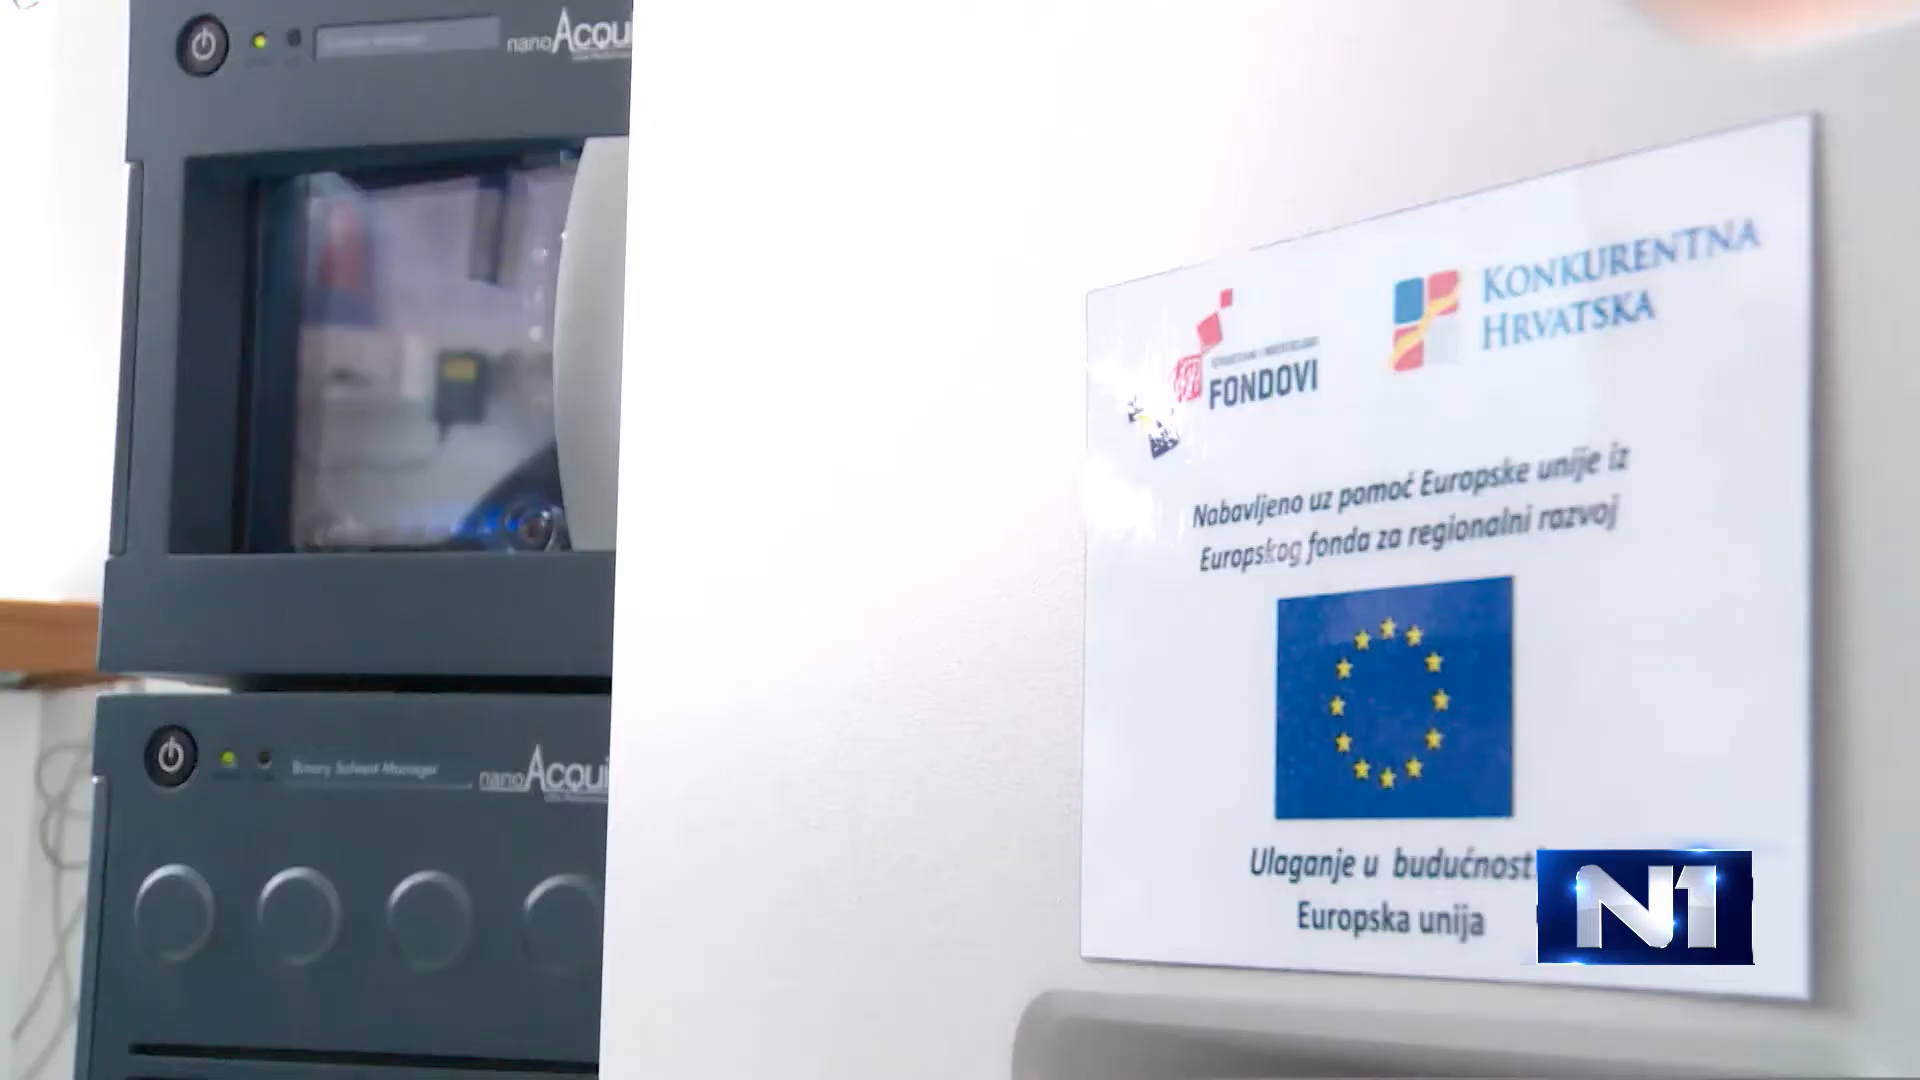 nanoAcqui
Binary Solvent Manager
nanoAcqui
FONDOVI
KONKURENTNA
HRVATSKA
Nabavljeno uz pomoć Europske unije iz
Europskog fonda za regionalni razvoj
Ulaganje u budućnost
Europska unija
N1